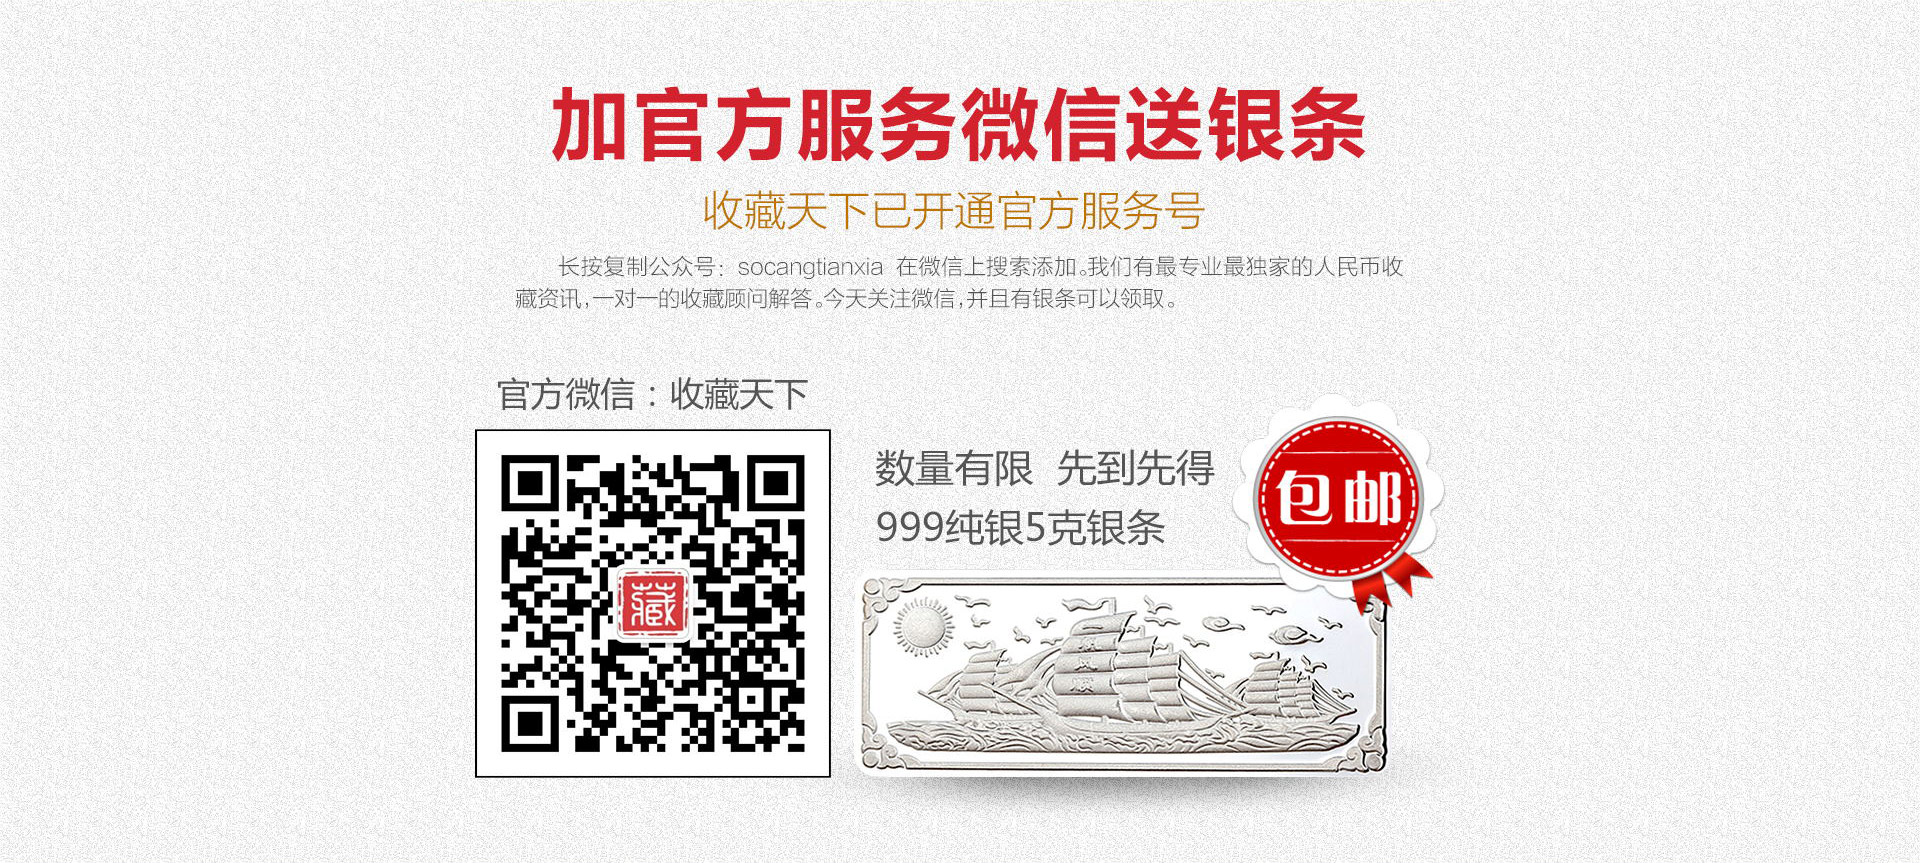 加官方服务微信送银条
收藏天下已开通官方服务号
长按复制公众号：socangtianxia 在微信上搜索添加。我们有最专业最独家的人民币收
藏资讯，一对一的收藏顾问解答。今天关注微信，并且有银条可以领取。
官方微信：收藏天下
数量有限 先到先得
999纯银5克银条
包邮
藏